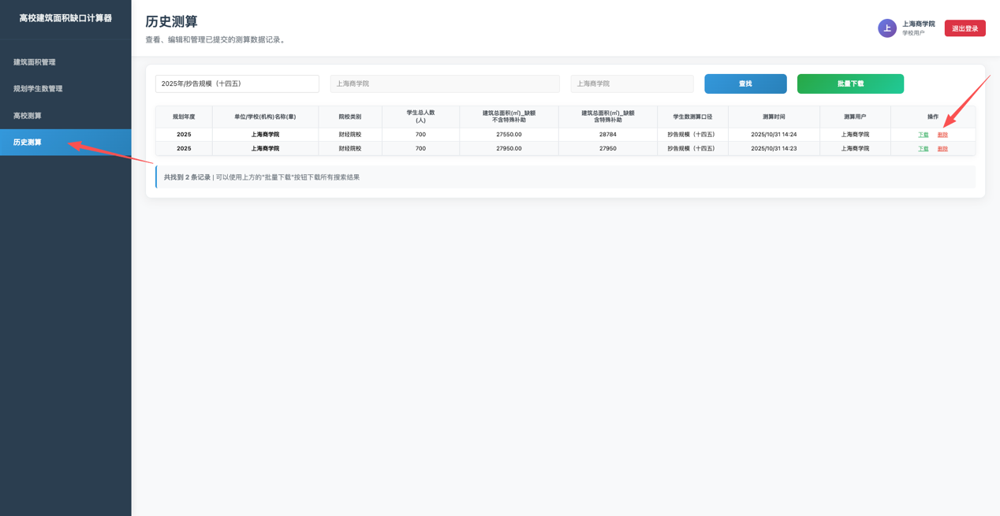 高校建筑面积缺口计算器
建筑面积管理
规划学生数管理
高校测算
历史测算
历史测算
查看、编辑和管理已提交的测算数据记录。
上
上海商学院
学校用户
退出登录
2025年/抄告规模（十四五）
上海商学院
上海商学院
查找
批量下载
规划年度 单位/学校(机构)名称(章) 院校类别 学生总人数(人) 建筑总面积(㎡)_缺额不含特殊补助 建筑总面积(㎡)_缺额含特殊补助 学生数测算口径 测算时间 测算用户 操作
2025 上海商学院 财经院校 700 27550.00 28784 抄告规模（十四五） 2025/10/31 14:24 上海商学院 下载 删除
2025 上海商学院 财经院校 700 27950.00 27950 抄告规模（十四五） 2025/10/31 14:23 上海商学院 下载 删除
共找到 2 条记录 | 可以使用上方的"批量下载"按钮下载所有搜索结果